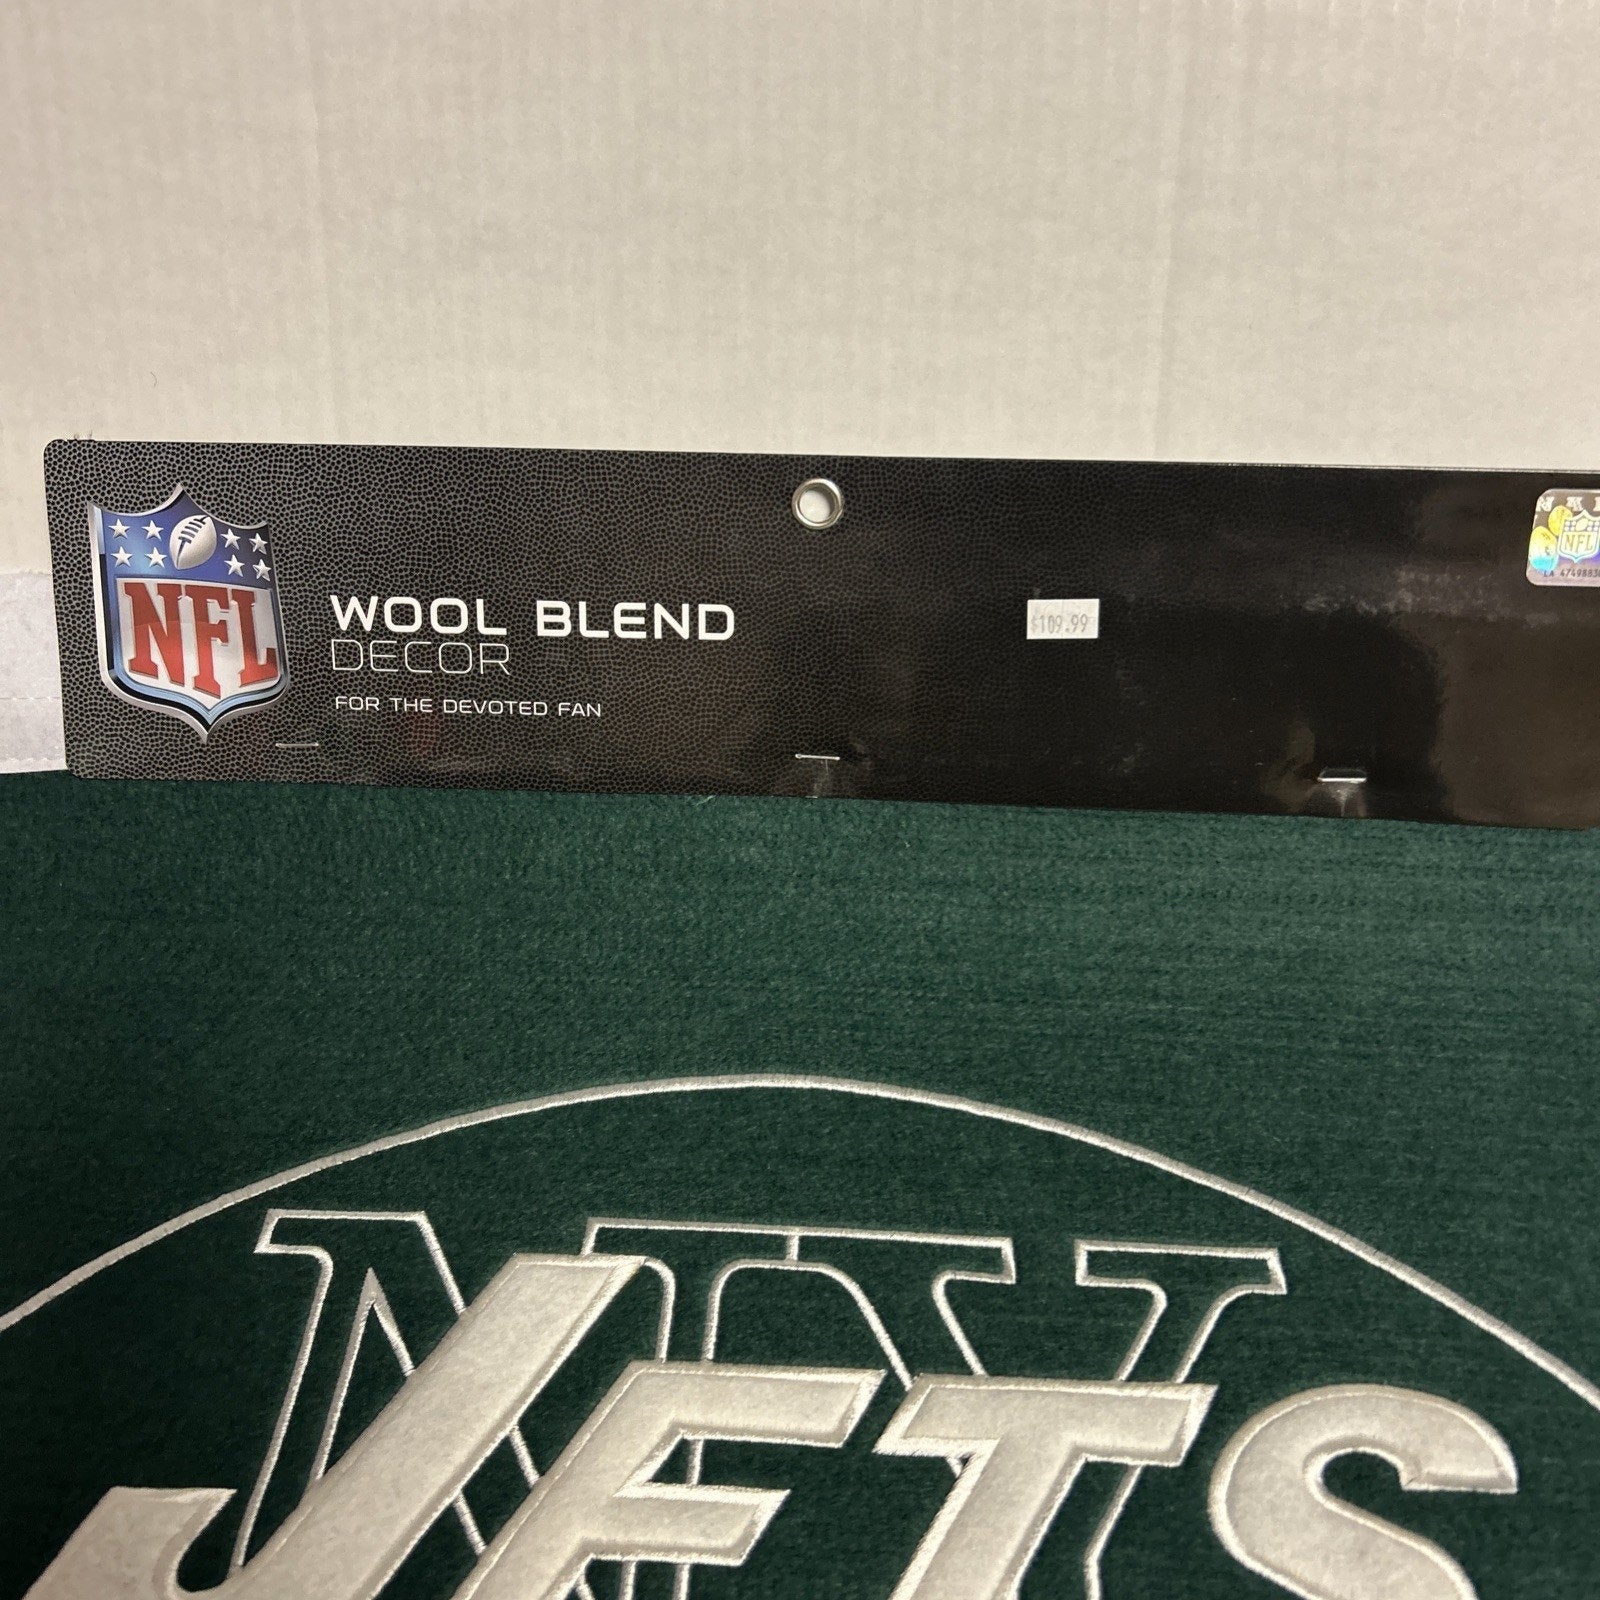 NFL
WOOL BLEND
DECOR
FOR THE DEVOTED FAN
$109.99
NFL
NY
JETS